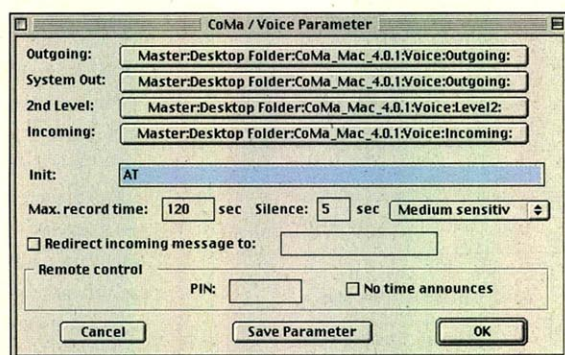 CoMa / Voice Parameter
Outgoing: Master:Desktop Folder:CoMa_Mac_4.0.1:Voice:Outgoing:
System Out: Master:Desktop Folder:CoMa_Mac_4.0.1:Voice:Outgoing:
2nd Level: Master:Desktop Folder:CoMa_Mac_4.0.1:Voice:Level2:
Incoming: Master:Desktop Folder:CoMa_Mac_4.0.1:Voice:Incoming:
Init: AT
Max. record time: 120 sec Silence: 5 sec Medium sensitiv
Redirect incoming message to:
Remote control
PIN: No time announces
Cancel Save Parameter OK